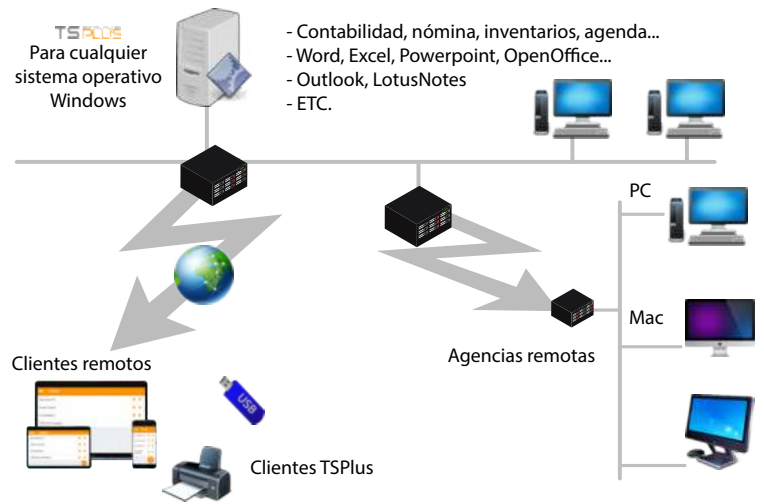 TSPLUS
Para cualquier
sistema operativo
Windows
- Contabilidad, nómina, inventarios, agenda...
- Word, Excel, Powerpoint, OpenOffice...
- Outlook, LotusNotes
- ETC.
PC
Mac
Agencias remotas
Clientes remotos
USB
Clientes TSPlus